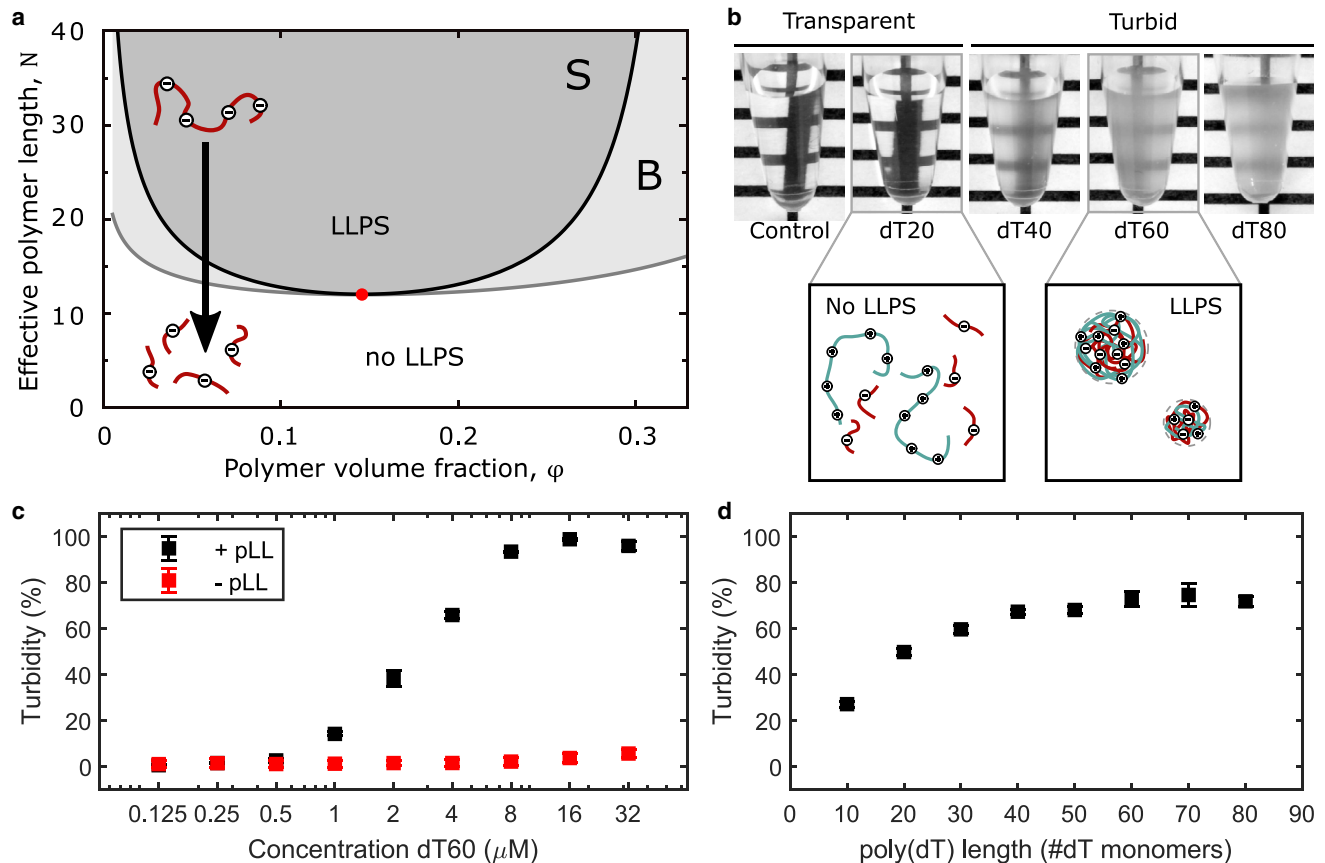 a
Effective polymer length, N
40
30
20
10
0
S
B
LLPS
no LLPS
0
0.1
0.2
0.3
Polymer volume fraction, φ
b
Transparent
Turbid
Control
dT20
dT40
dT60
dT80
No LLPS
LLPS
c
Turbidity (%)
100
80
60
40
20
0
+ pLL
- pLL
0.125
0.25
0.5
1
2
4
8
16
32
Concentration dT60 (μM)
d
Turbidity (%)
100
80
60
40
20
0
0
10
20
30
40
50
60
70
80
90
poly(dT) length (#dT monomers)